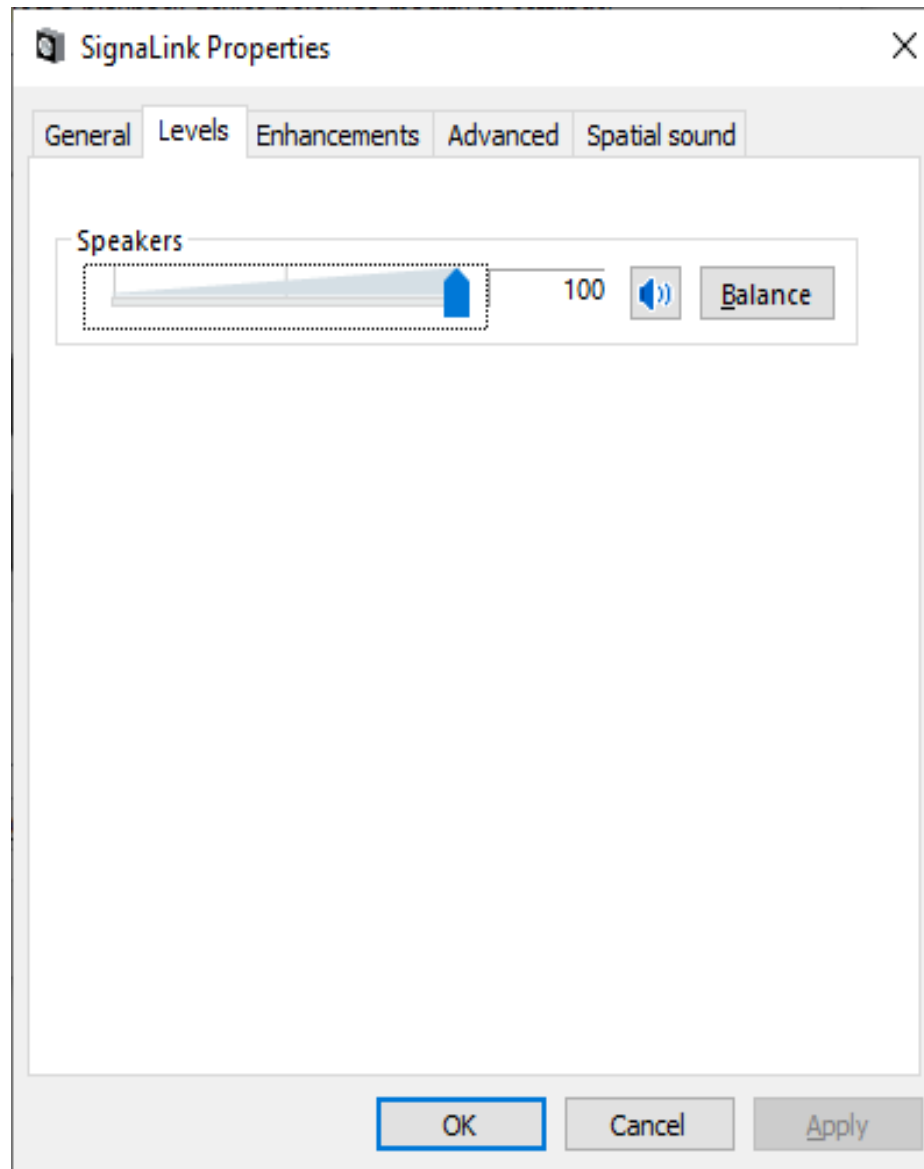 SignaLink Properties
General Levels Enhancements Advanced Spatial sound
Speakers
100 Balance
OK Cancel Apply